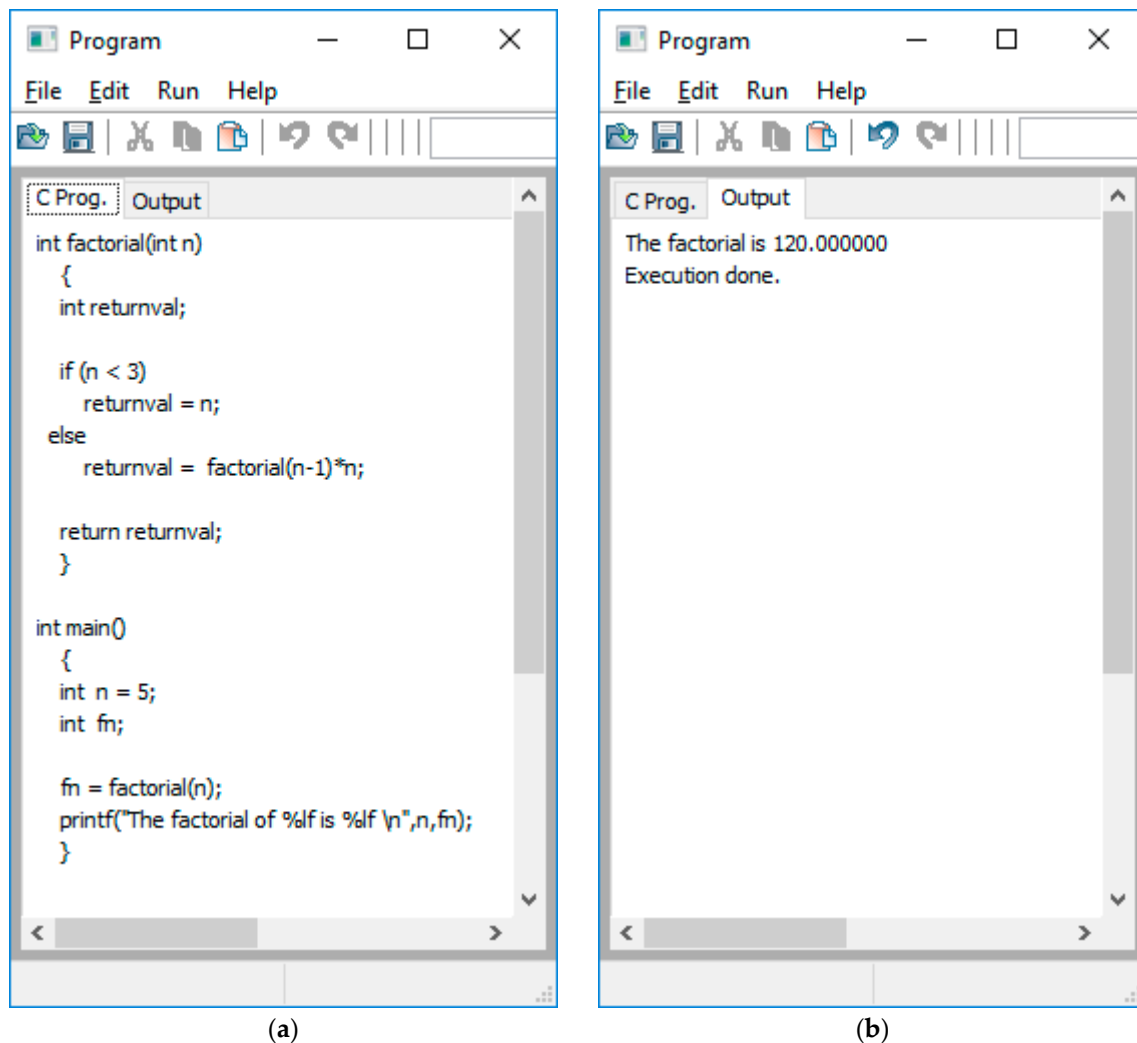 Program
File Edit Run Help
C Prog. Output
int factorial(int n)
{
int returnval;
if (n < 3)
returnval = n;
else
returnval = factorial(n-1)*n;
return returnval;
}
int main()
{
int n = 5;
int fn;
fn = factorial(n);
printf("The factorial of %lf is %lf \n",n,fn);
}
(a)
Program
File Edit Run Help
C Prog. Output
The factorial is 120.000000
Execution done.
(b)